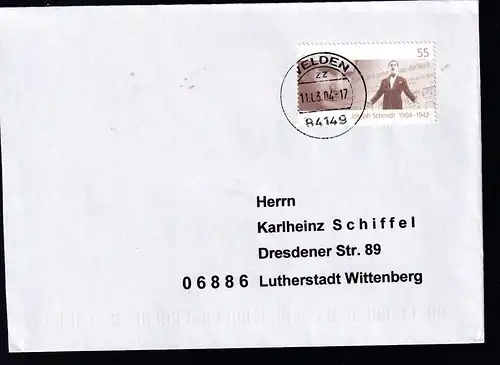 55
VELDEN
zz
11.3.04-17
84149
Joseph Schmidt 1904-1942
Herrn
Karlheinz Schiffel
Dresdener Str. 89
06886 Lutherstadt Wittenberg